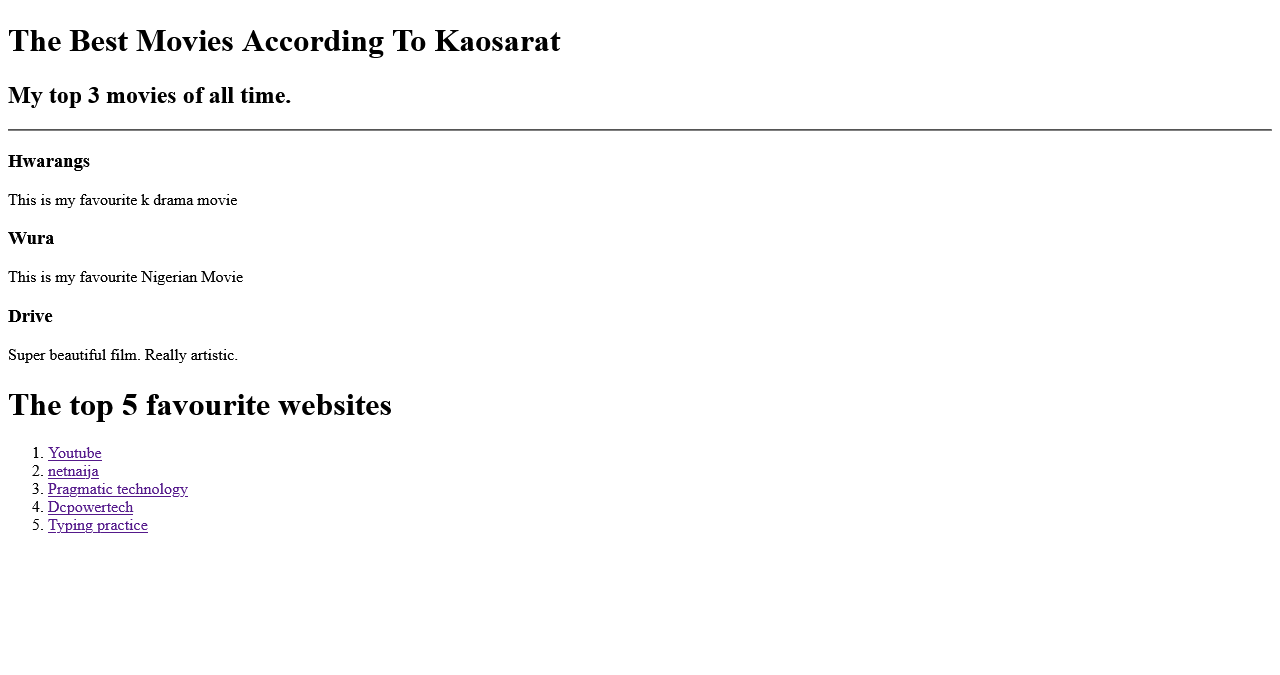 The Best Movies According To Kaosarat
My top 3 movies of all time.
Hwarangs
This is my favourite k drama movie
Wura
This is my favourite Nigerian Movie
Drive
Super beautiful film. Really artistic.
The top 5 favourite websites
1. Youtube
2. netnaija
3. Pragmatic technology
4. Dcpowertech
5. Typing practice